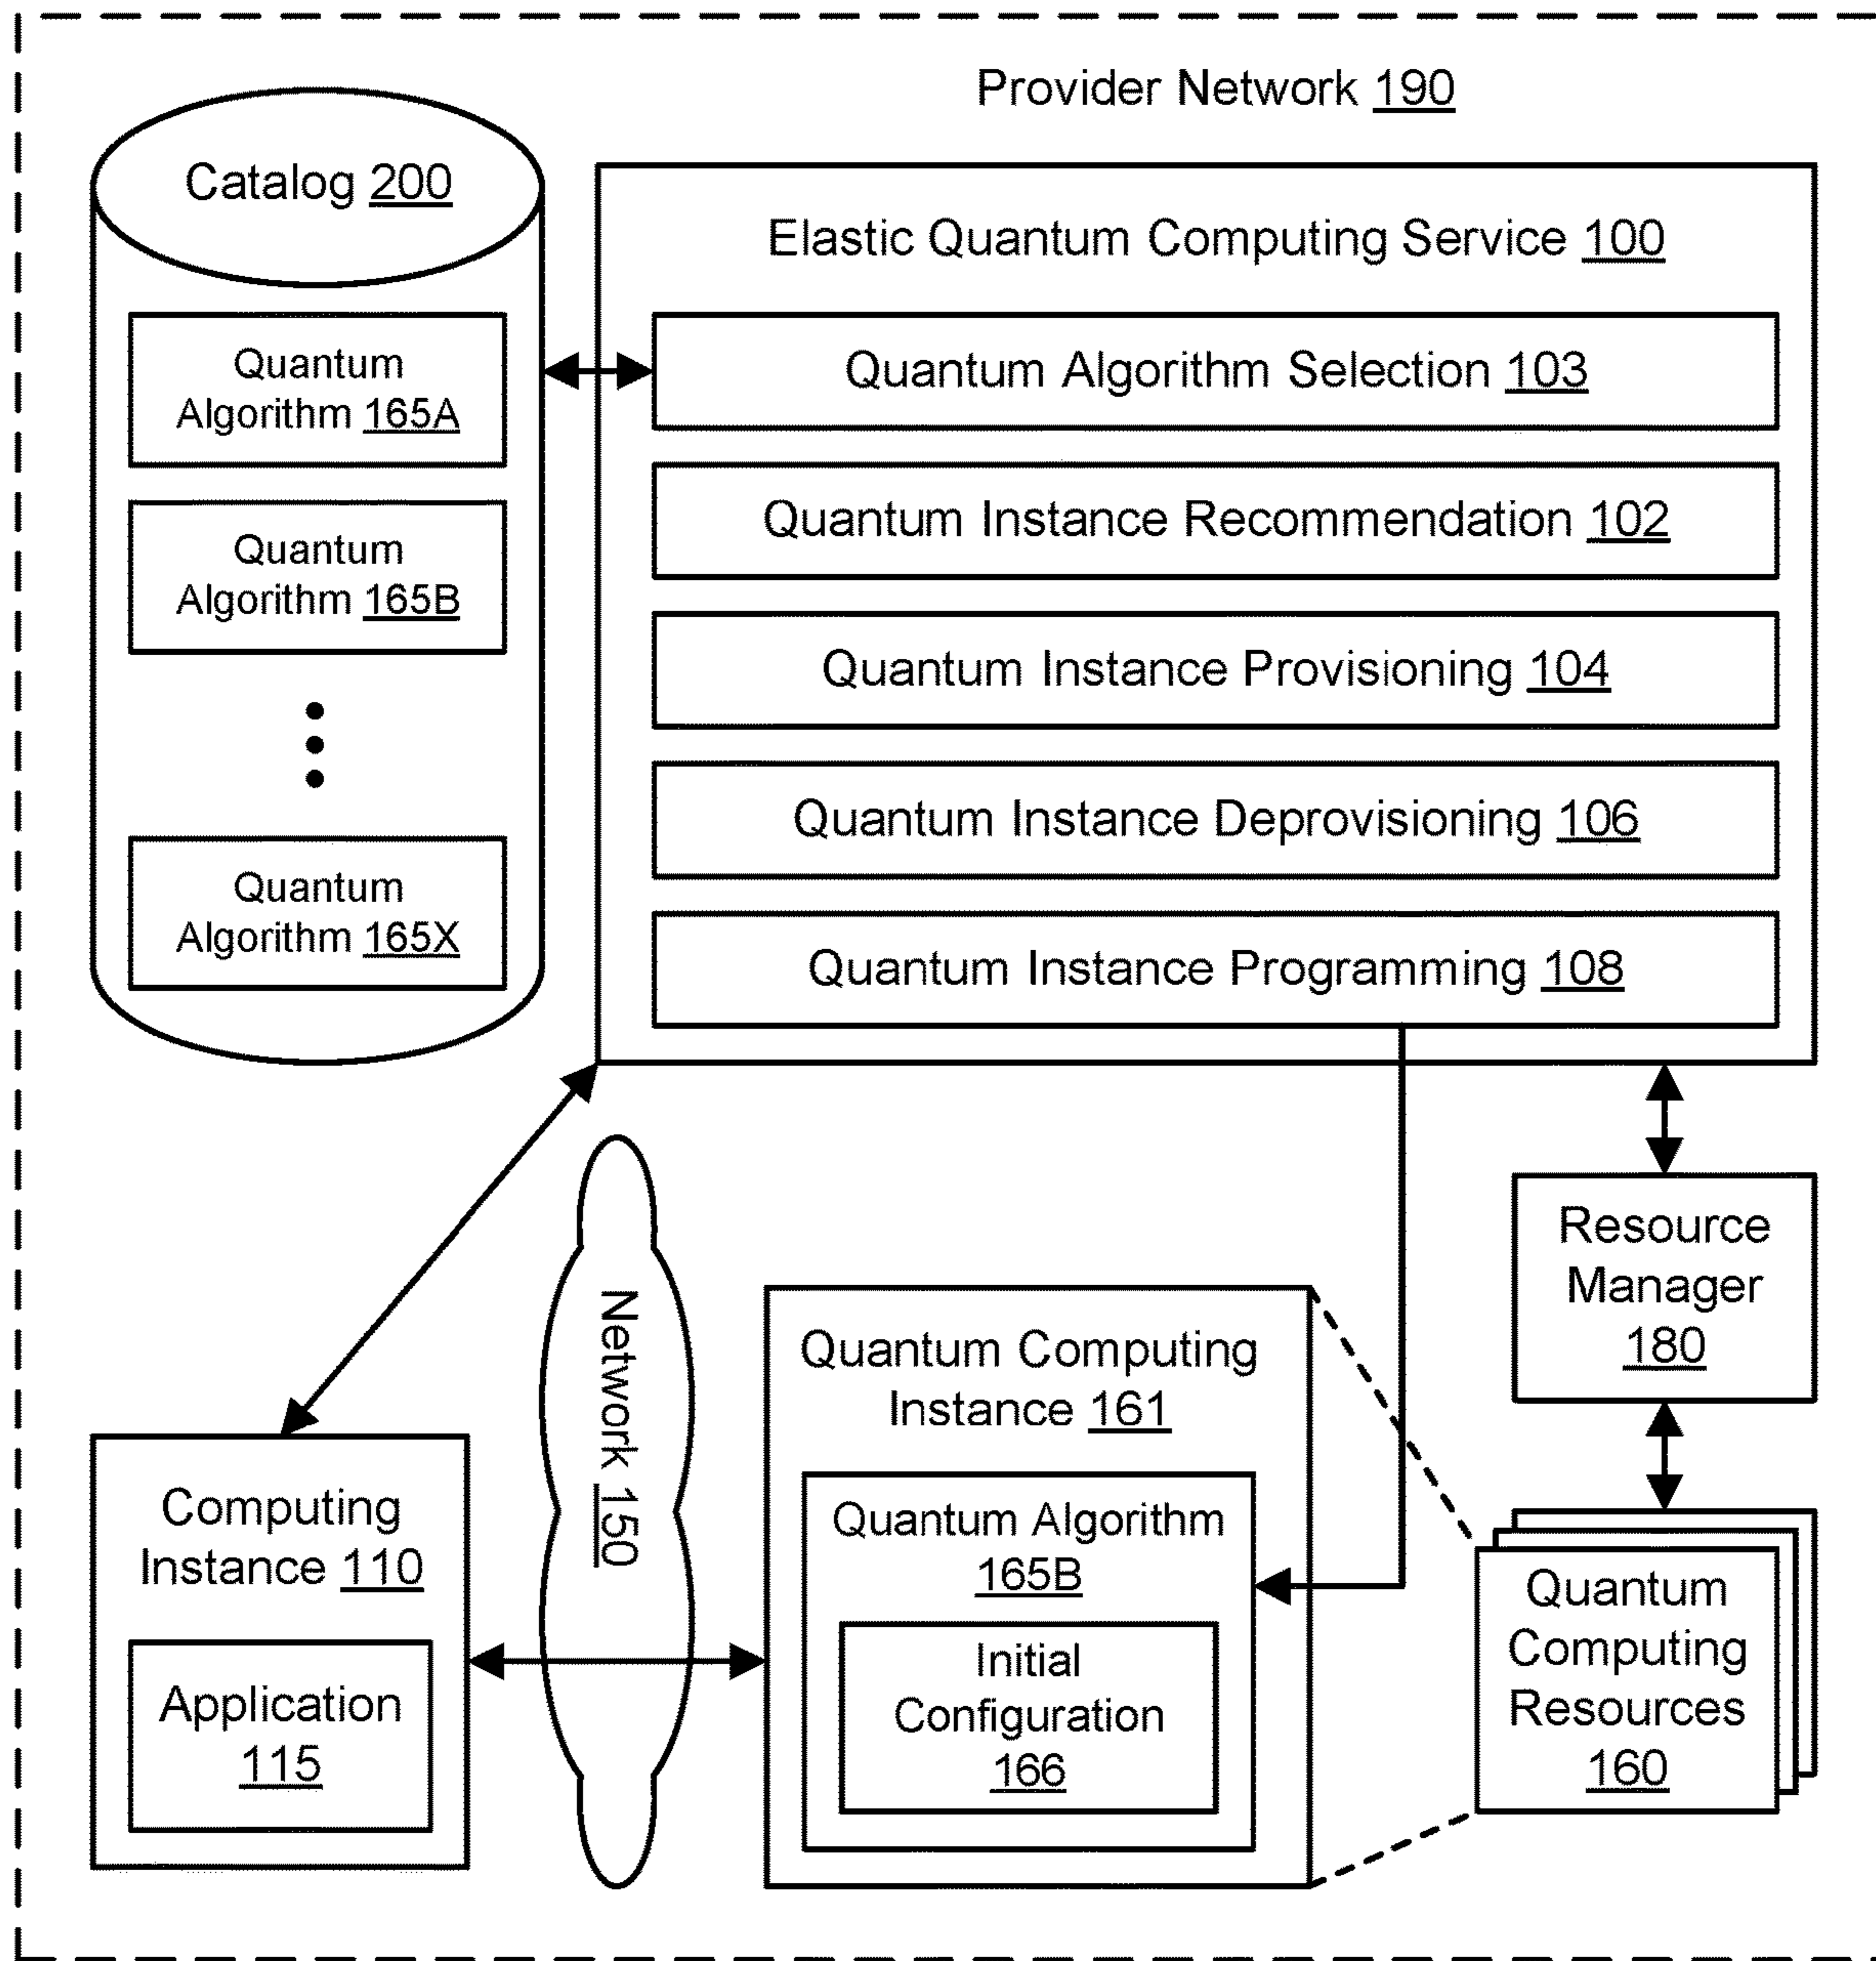 Provider Network 190
Catalog 200
Quantum
Algorithm 165A
Quantum
Algorithm 165B
Quantum
Algorithm 165X
Elastic Quantum Computing Service 100
Quantum Algorithm Selection 103
Quantum Instance Recommendation 102
Quantum Instance Provisioning 104
Quantum Instance Deprovisioning 106
Quantum Instance Programming 108
Resource
Manager
180
Network 150
Quantum Computing
Instance 161
Quantum Algorithm
165B
Initial
Configuration
166
Computing
Instance 110
Application
115
Quantum
Computing
Resources
160